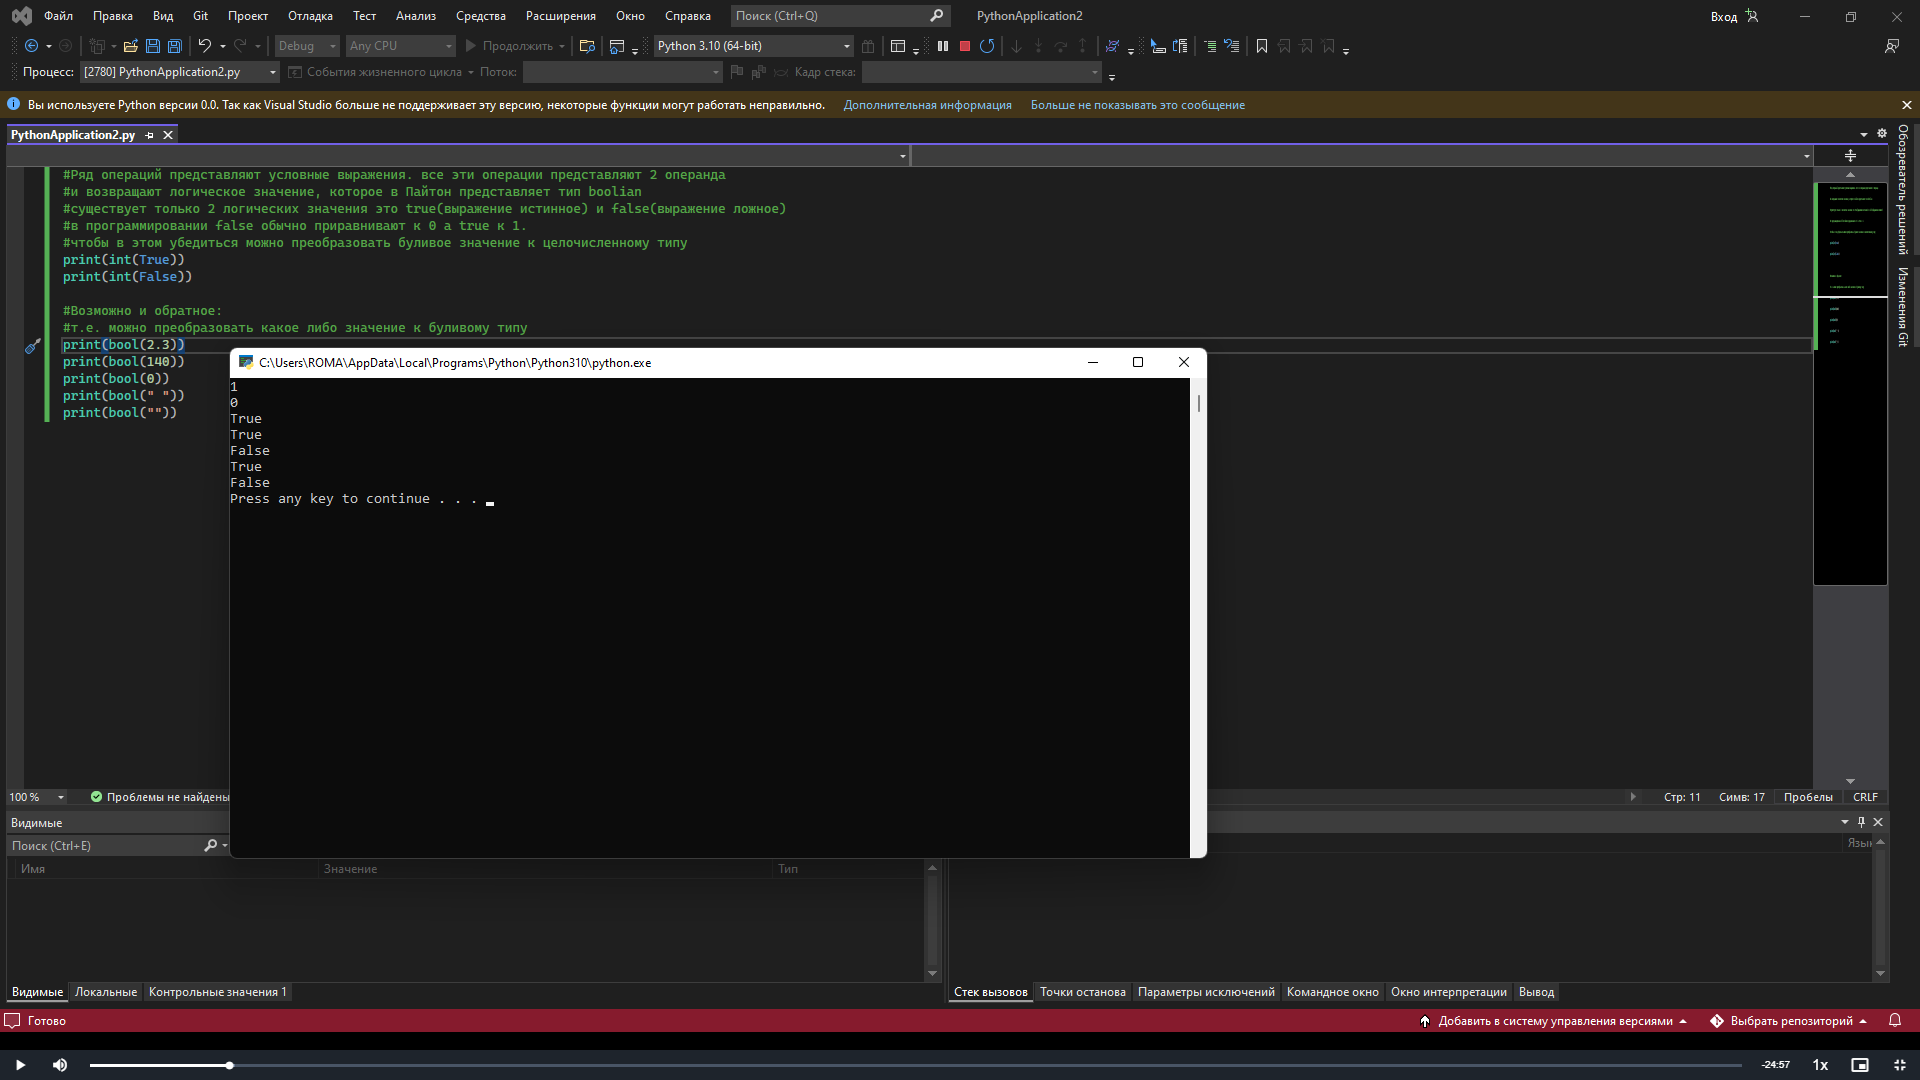 Файл Правка Вид Git Проект Отладка Тест Анализ Средства Расширения Окно Справка Поиск (Ctrl+Q) PythonApplication2 Вход
Debug Any CPU Продолжить Python 3.10 (64-bit)
Процесс: [2780] PythonApplication2.py События жизненного цикла Поток: Кадр стека:
Вы используете Python версии 0.0. Так как Visual Studio больше не поддерживает эту версию, некоторые функции могут работать неправильно. Дополнительная информация Больше не показывать это сообщение
PythonApplication2.py
#Ряд операций представляют условные выражения. все эти операции представляют 2 операнда
#и возвращают логическое значение, которое в Пайтон представляет тип boolian
#существует только 2 логических значения это true(выражение истинное) и false(выражение ложное)
#в программировании false обычно приравнивают к 0 а true к 1.
#чтобы в этом убедиться можно преобразовать буливое значение к целочисленному типу
print(int(True))
print(int(False))
#Возможно и обратное:
#т.е. можно преобразовать какое либо значение к буливому типу
print(bool(2.3))
print(bool(140))
print(bool(0))
print(bool(" "))
print(bool(""))
C:\Users\ROMA\AppData\Local\Programs\Python\Python310\python.exe
1
0
True
True
False
True
False
Press any key to continue . . .
Обозреватель решений
Изменения Git
100 % Проблемы не найдены Стр: 11 Симв: 17 Пробелы CRLF
Видимые
Поиск (Ctrl+E)
Имя Значение Тип
Видимые Локальные Контрольные значения 1
Стек вызовов Точки останова Параметры исключений Командное окно Окно интерпретации Вывод
Готово Добавить в систему управления версиями Выбрать репозиторий
-24:57 1x